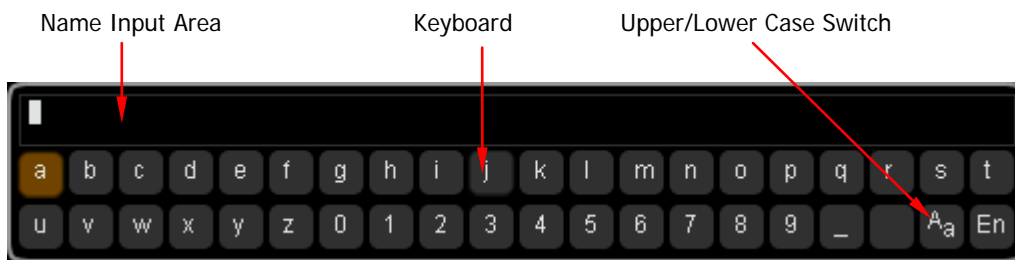 Name Input Area Keyboard Upper/Lower Case Switch
a b c d e f g h i j k l m n o p q r s t
u v w x y z 0 1 2 3 4 5 6 7 8 9 _ Aa En